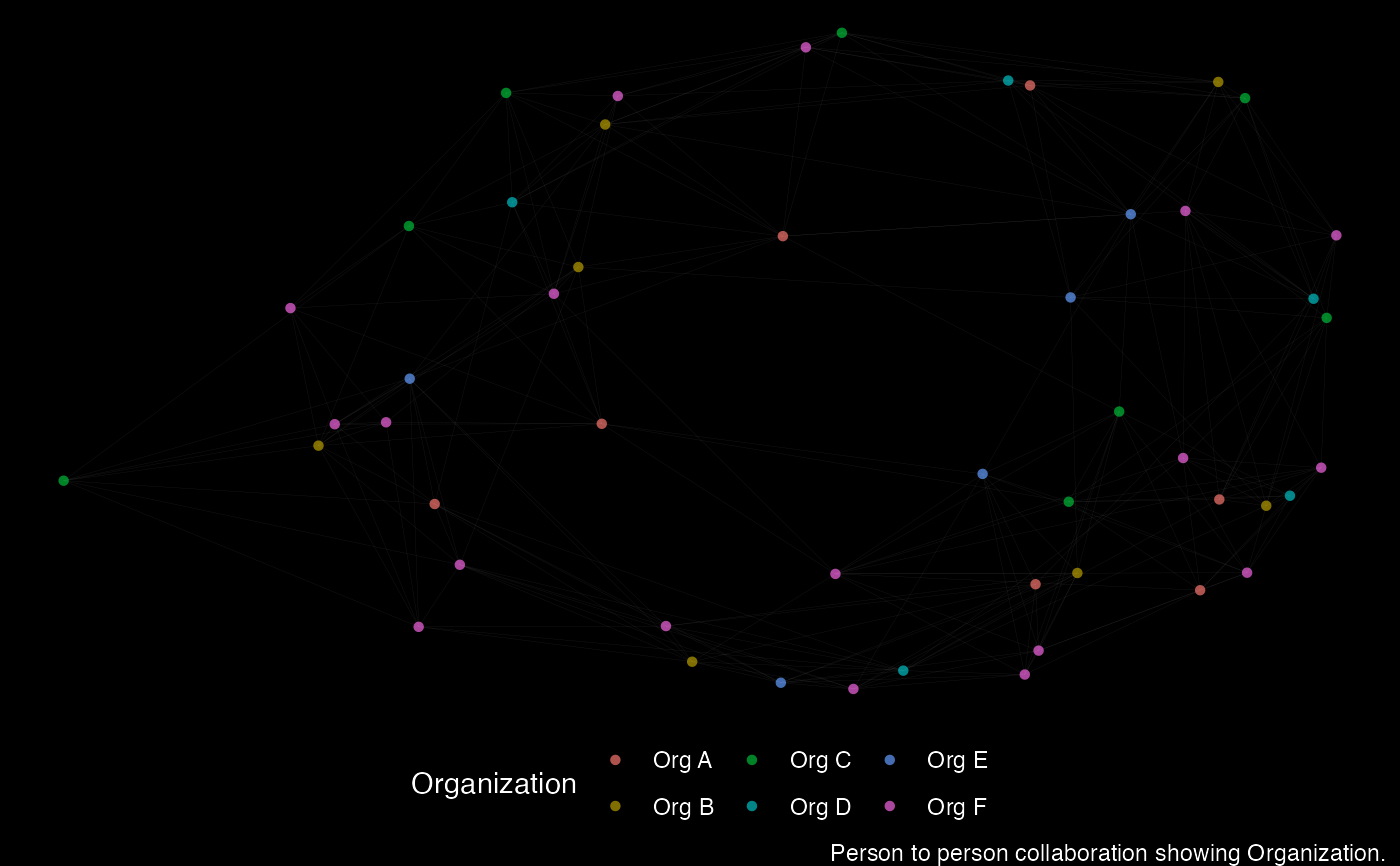 Organization
Org A
Org C
Org E
Org B
Org D
Org F
Person to person collaboration showing Organization.